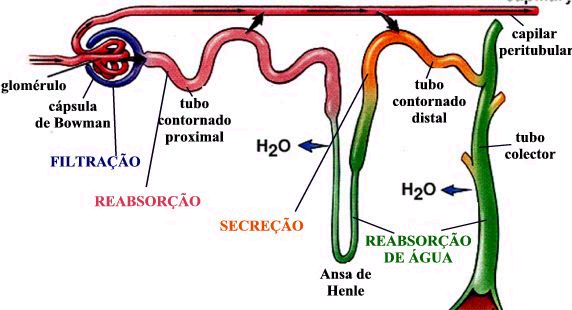 capilar
peritubular
glomérulo
cápsula
de Bowman
tubo
contornado
proximal
tubo
contornado
distal
tubo
colector
FILTRAÇÃO
H2O
H2O
REABSORÇÃO
SECREÇÃO
REABSORÇÃO
DE ÁGUA
Ansa de
Henle